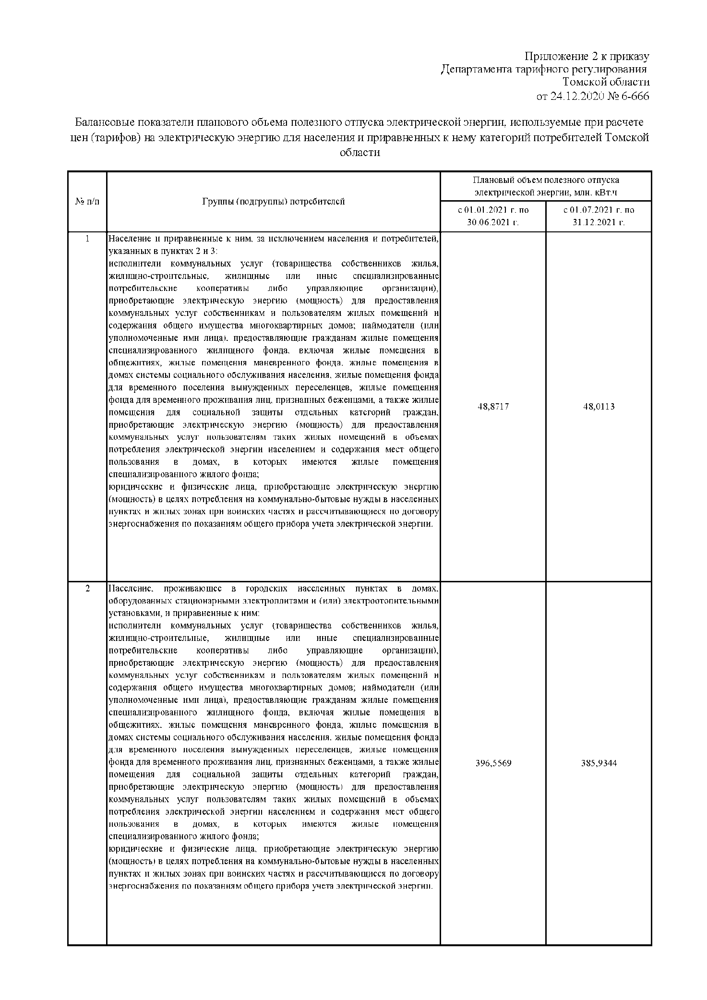 Приложение 2 к приказу
Департамента тарифного регулирования
Томской области
от 24.12.2020 № 6-666
Балансовые показатели планового объема полезного отпуска электрической энергии, используемые при расчете
цен (тарифов) на электрическую энергию для населения и приравненных к нему категорий потребителей Томской
области
№ п/п
Группы (подгруппы) потребителей
Плановый объем полезного отпуска
электрической энергии, млн. кВт.ч
с 01.01.2021 г. по
30.06.2021 г.
с 01.07.2021 г. по
31.12.2021 г.
1
Население и приравненные к ним, за исключением населения и потребителей,
указанных в пунктах 2 и 3:
исполнители коммунальных услуг (товарищества собственников жилья,
жилищно-строительные, жилищные или иные специализированные
потребительские кооперативы либо управляющие организации),
приобретающие электрическую энергию (мощность) для предоставления
коммунальных услуг собственникам и пользователям жилых помещений и
содержания общего имущества многоквартирных домов; наймодатели (или
уполномоченные ими лица), предоставляющие гражданам жилые помещения
специализированного жилищного фонда, включая жилые помещения в
общежитиях, жилые помещения маневренного фонда, жилые помещения в
домах системы социального обслуживания населения, жилые помещения фонда
для временного поселения вынужденных переселенцев, жилые помещения
фонда для временного проживания лиц, признанных беженцами, а также жилые
помещения для социальной защиты отдельных категорий граждан,
приобретающие электрическую энергию (мощность) для предоставления
коммунальных услуг пользователям таких жилых помещений в объемах
потребления электрической энергии населением и содержания мест общего
пользования в домах, в которых имеются жилые помещения
специализированного жилого фонда;
юридические и физические лица, приобретающие электрическую энергию
(мощность) в целях потребления на коммунально-бытовые нужды в населенных
пунктах и жилых зонах при воинских частях и рассчитывающиеся по договору
энергоснабжения по показаниям общего прибора учета электрической энергии.
48,8717
48,0113
2
Население, проживающее в городских населенных пунктах в домах,
оборудованных стационарными электроплитами и (или) электроотопительными
установками, и приравненные к ним:
исполнители коммунальных услуг (товарищества собственников жилья,
жилищно-строительные, жилищные или иные специализированные
потребительские кооперативы либо управляющие организации),
приобретающие электрическую энергию (мощность) для предоставления
коммунальных услуг собственникам и пользователям жилых помещений и
содержания общего имущества многоквартирных домов; наймодатели (или
уполномоченные ими лица), предоставляющие гражданам жилые помещения
специализированного жилищного фонда, включая жилые помещения в
общежитиях, жилые помещения маневренного фонда, жилые помещения в
домах системы социального обслуживания населения, жилые помещения фонда
для временного поселения вынужденных переселенцев, жилые помещения
фонда для временного проживания лиц, признанных беженцами, а также жилые
помещения для социальной защиты отдельных категорий граждан,
приобретающие электрическую энергию (мощность) для предоставления
коммунальных услуг пользователям таких жилых помещений в объемах
потребления электрической энергии населением и содержания мест общего
пользования в домах, в которых имеются жилые помещения
специализированного жилого фонда;
юридические и физические лица, приобретающие электрическую энергию
(мощность) в целях потребления на коммунально-бытовые нужды в населенных
пунктах и жилых зонах при воинских частях и рассчитывающиеся по договору
энергоснабжения по показаниям общего прибора учета электрической энергии.
396,5569
385,9344